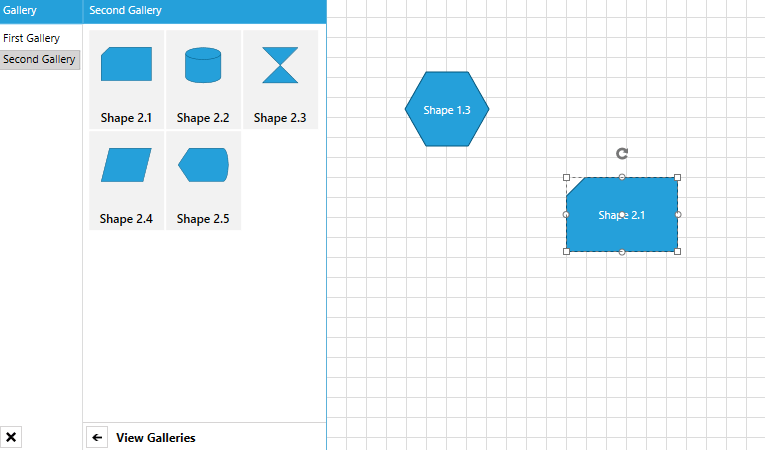 Gallery
Second Gallery
First Gallery
Second Gallery
Shape 2.1
Shape 2.2
Shape 2.3
Shape 2.4
Shape 2.5
View Galleries
Shape 1.3
Shape 2.1